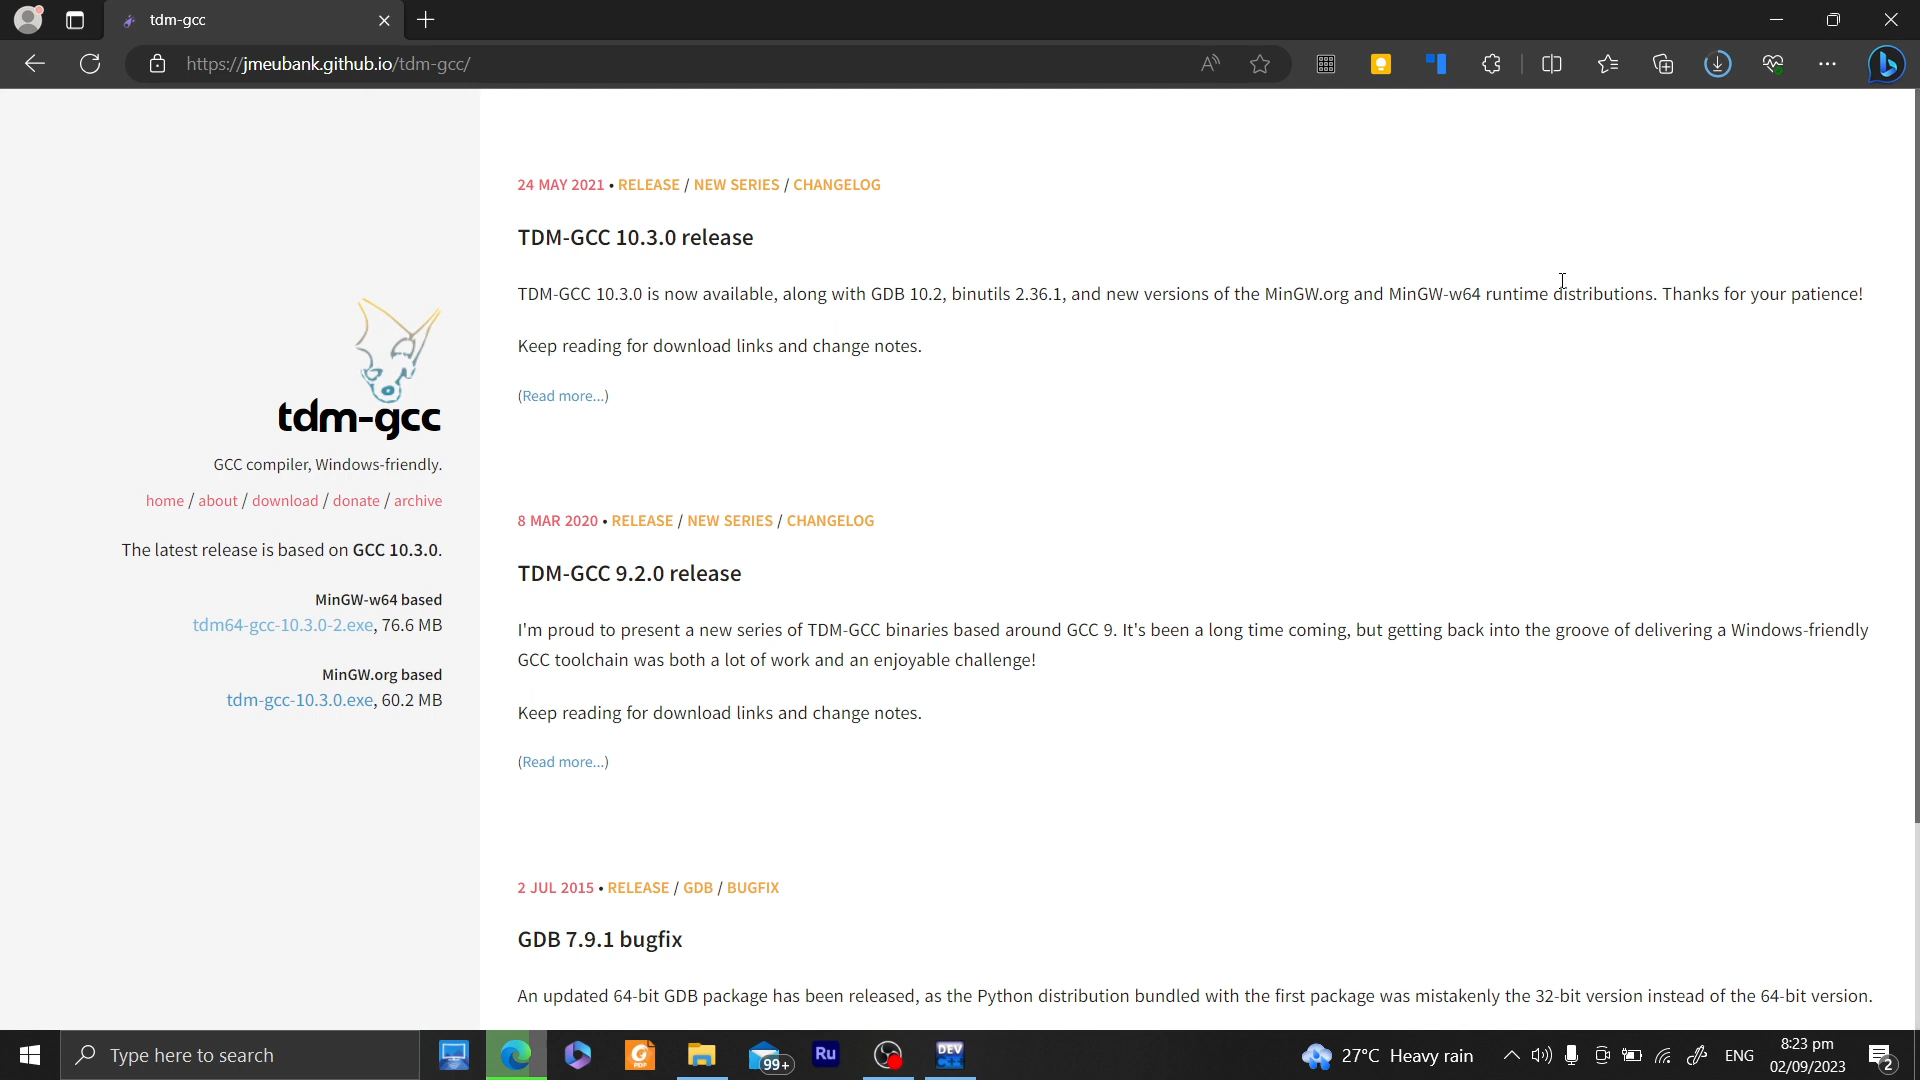 tdm-gcc
https://jmeubank.github.io/tdm-gcc/
tdm-gcc
GCC compiler, Windows-friendly.
home / about / download / donate / archive
The latest release is based on GCC 10.3.0.
MinGW-w64 based
tdm64-gcc-10.3.0-2.exe, 76.6 MB
MinGW.org based
tdm-gcc-10.3.0.exe, 60.2 MB
24 MAY 2021 • RELEASE / NEW SERIES / CHANGELOG
TDM-GCC 10.3.0 release
TDM-GCC 10.3.0 is now available, along with GDB 10.2, binutils 2.36.1, and new versions of the MinGW.org and MinGW-w64 runtime distributions. Thanks for your patience!
Keep reading for download links and change notes.
(Read more...)
8 MAR 2020 • RELEASE / NEW SERIES / CHANGELOG
TDM-GCC 9.2.0 release
I'm proud to present a new series of TDM-GCC binaries based around GCC 9. It's been a long time coming, but getting back into the groove of delivering a Windows-friendly
GCC toolchain was both a lot of work and an enjoyable challenge!
Keep reading for download links and change notes.
(Read more...)
2 JUL 2015 • RELEASE / GDB / BUGFIX
GDB 7.9.1 bugfix
An updated 64-bit GDB package has been released, as the Python distribution bundled with the first package was mistakenly the 32-bit version instead of the 64-bit version.
Type here to search
PDF
99+
Ru
DEV
C++
27°C Heavy rain
ENG
8:23 pm
02/09/2023
2